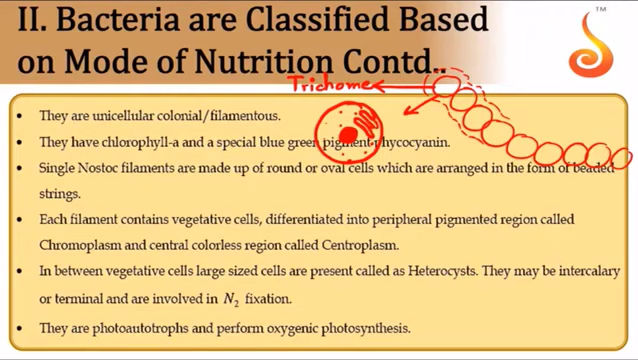 II. Bacteria are Classified Based
TM
on Mode of Nutrition Contd..
Trichome
• They are unicellular colonial/filamentous.
• They have chlorophyll-a and a special blue green pigment phycocyanin.
• Single Nostoc filaments are made up of round or oval cells which are arranged in the form of beaded
strings.
• Each filament contains vegetative cells, differentiated into peripheral pigmented region called
Chromoplasm and central colorless region called Centroplasm.
• In between vegetative cells large sized cells are present called as Heterocysts. They may be intercalary
or terminal and are involved in N₂ fixation.
• They are photoautotrophs and perform oxygenic photosynthesis.